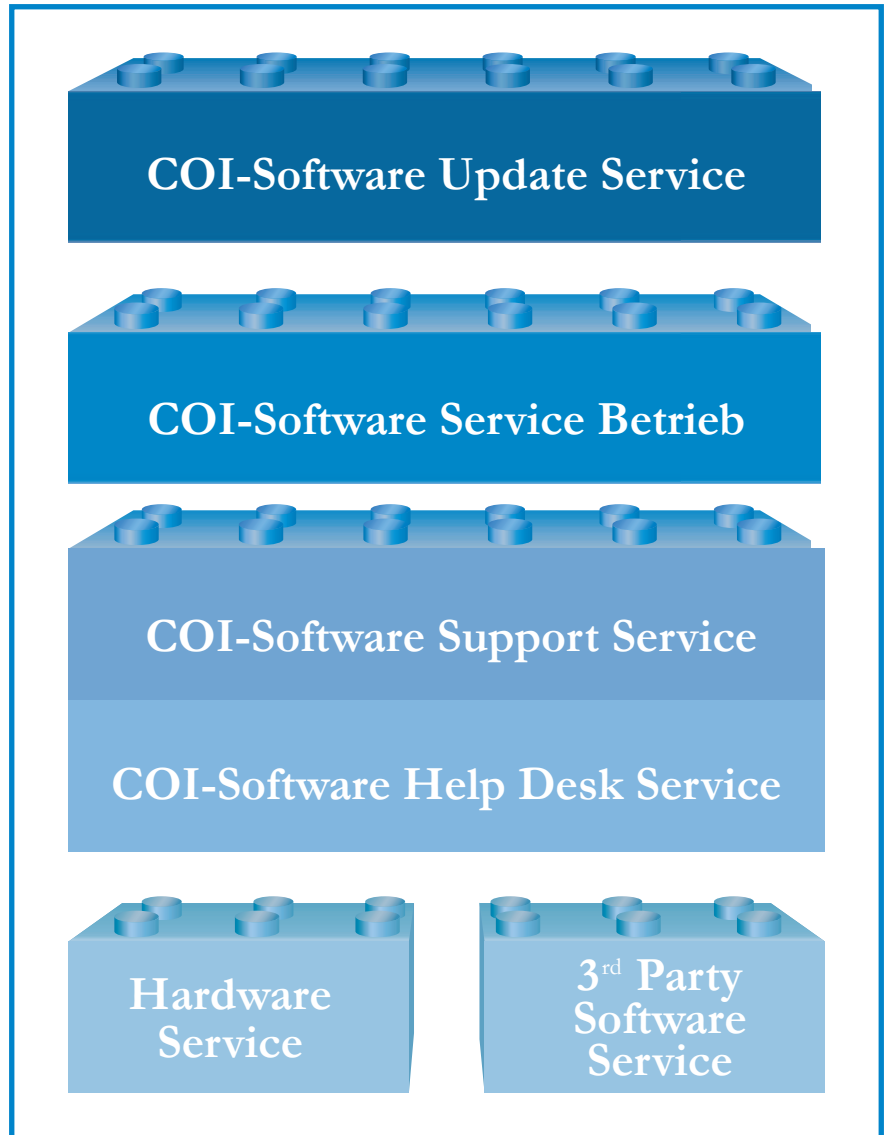 COI-Software Update Service
COI-Software Service Betrieb
COI-Software Support Service
COI-Software Help Desk Service
Hardware
Service
3rd Party
Software
Service